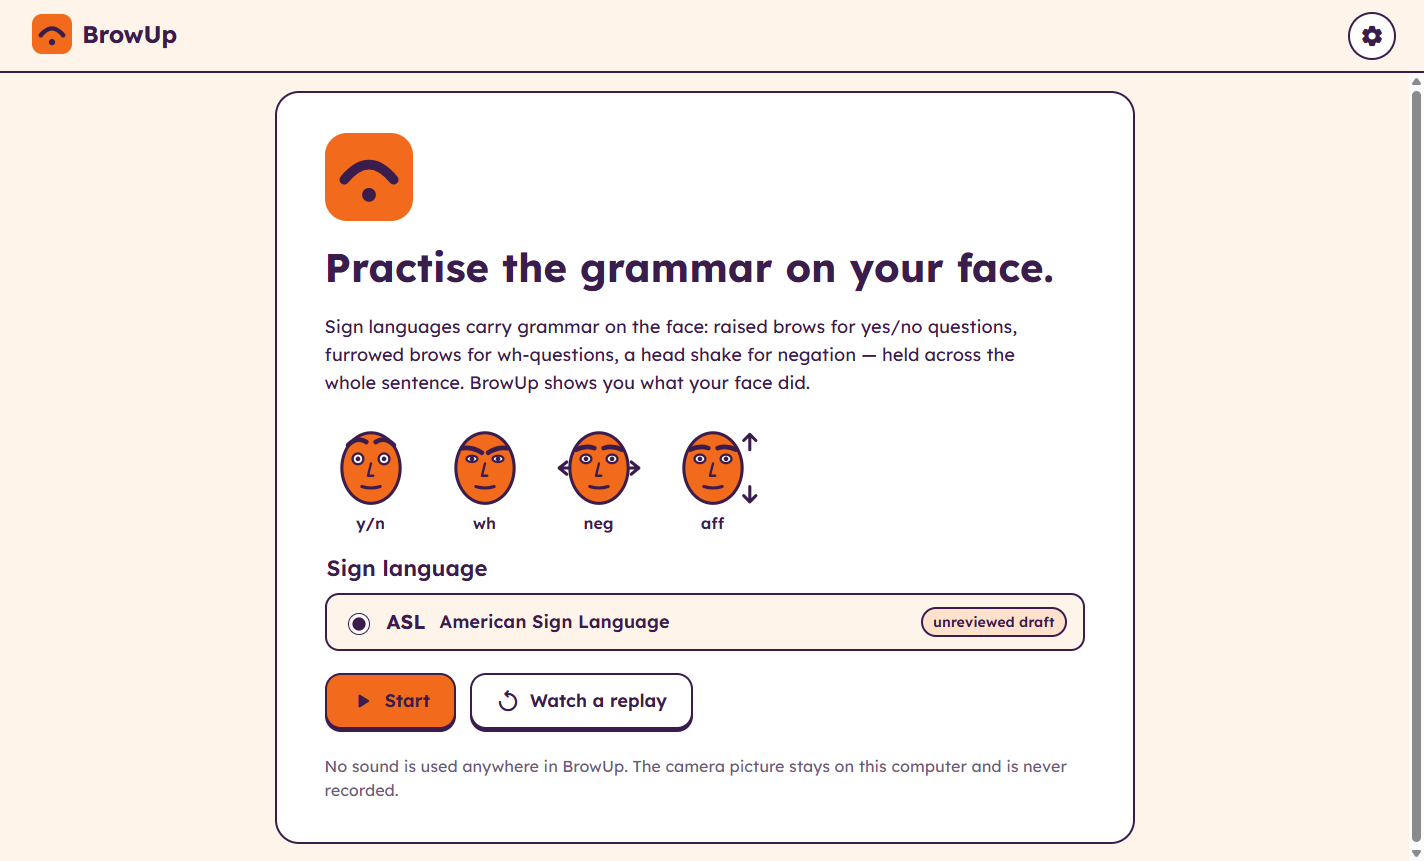 BrowUp
Practise the grammar on your face.
Sign languages carry grammar on the face: raised brows for yes/no questions,
furrowed brows for wh-questions, a head shake for negation — held across the
whole sentence. BrowUp shows you what your face did.
y/n wh neg aff
Sign language
ASL American Sign Language unreviewed draft
Start Watch a replay
No sound is used anywhere in BrowUp. The camera picture stays on this computer and is never
recorded.